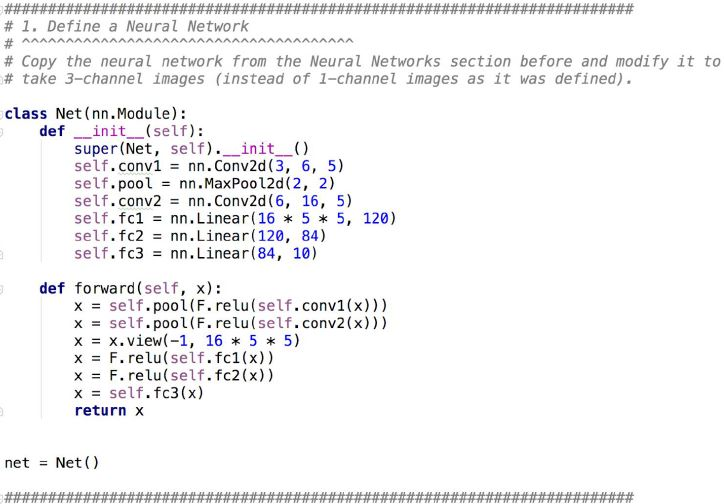 ########################################################################
# 1. Define a Neural Network
# ^^^^^^^^^^^^^^^^^^^^^^^^^^^^^^^^^^^^^^
# Copy the neural network from the Neural Networks section before and modify it to
# take 3-channel images (instead of 1-channel images as it was defined).
class Net(nn.Module):
    def __init__(self):
        super(Net, self).__init__()
        self.conv1 = nn.Conv2d(3, 6, 5)
        self.pool = nn.MaxPool2d(2, 2)
        self.conv2 = nn.Conv2d(6, 16, 5)
        self.fc1 = nn.Linear(16 * 5 * 5, 120)
        self.fc2 = nn.Linear(120, 84)
        self.fc3 = nn.Linear(84, 10)
    def forward(self, x):
        x = self.pool(F.relu(self.conv1(x)))
        x = self.pool(F.relu(self.conv2(x)))
        x = x.view(-1, 16 * 5 * 5)
        x = F.relu(self.fc1(x))
        x = F.relu(self.fc2(x))
        x = self.fc3(x)
        return x
net = Net()
########################################################################